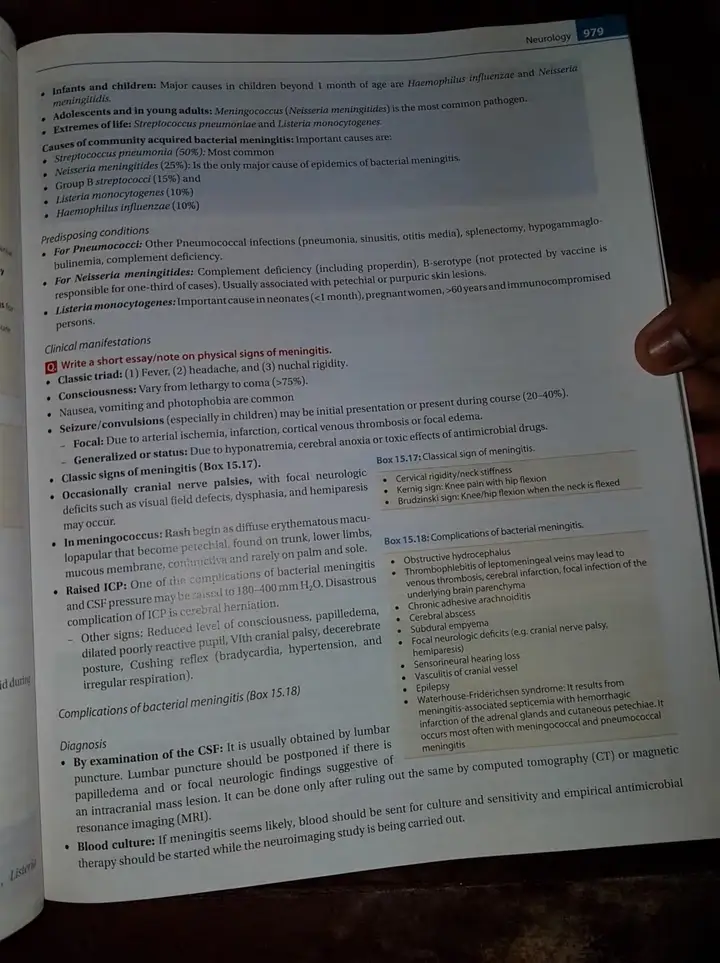 Neurology 979
• Infants and children: Major causes in children beyond 1 month of age are Haemophilus influenzae and Neisseria
meningitidis.
• Adolescents and in young adults: Meningococcus (Neisseria meningitides) is the most common pathogen.
• Extremes of life: Streptococcus pneumoniae and Listeria monocytogenes.
Causes of community acquired bacterial meningitis: Important causes are:
• Streptococcus pneumonia (50%): Most common
• Neisseria meningitides (25%): Is the only major cause of epidemics of bacterial meningitis.
• Group B streptococci (15%) and
• Listeria monocytogenes (10%)
• Haemophilus influenzae (10%)
Predisposing conditions
• For Pneumococci: Other Pneumococcal infections (pneumonia, sinusitis, otitis media), splenectomy, hypogammaglo-
bulinemia, complement deficiency.
• For Neisseria meningitides: Complement deficiency (including properdin), B-serotype (not protected by vaccine is
responsible for one-third of cases). Usually associated with petechial or purpuric skin lesions.
• Listeria monocytogenes: Important cause in neonates (<1 month), pregnant women, >60 years and immunocompromised
persons.
Clinical manifestations
Q. Write a short essay/note on physical signs of meningitis.
• Classic triad: (1) Fever, (2) headache, and (3) nuchal rigidity.
• Consciousness: Vary from lethargy to coma (>75%).
• Nausea, vomiting and photophobia are common
• Seizure/convulsions (especially in children) may be initial presentation or present during course (20–40%).
– Focal: Due to arterial ischemia, infarction, cortical venous thrombosis or focal edema.
– Generalized or status: Due to hyponatremia, cerebral anoxia or toxic effects of antimicrobial drugs.
• Classic signs of meningitis (Box 15.17).
• Occasionally cranial nerve palsies, with focal neurologic
deficits such as visual field defects, dysphasia, and hemiparesis
may occur.
• In meningococcus: Rash begin as diffuse erythematous macu-
lopapular that become petechial, found on trunk, lower limbs,
mucous membrane, conjunctiva and rarely on palm and sole.
• Raised ICP: One of the complications of bacterial meningitis
and CSF pressure may be raised to 180–400 mm H2O. Disastrous
complication of ICP is cerebral herniation.
– Other signs: Reduced level of consciousness, papilledema,
dilated poorly reactive pupil, VIth cranial palsy, decerebrate
posture, Cushing reflex (bradycardia, hypertension, and
irregular respiration).
Complications of bacterial meningitis (Box 15.18)
Box 15.17: Classical sign of meningitis.
• Cervical rigidity/neck stiffness
• Kernig sign: Knee pain with hip flexion
• Brudzinski sign: Knee/hip flexion when the neck is flexed
Box 15.18: Complications of bacterial meningitis.
• Obstructive hydrocephalus
• Thrombophlebitis of leptomeningeal veins may lead to
venous thrombosis, cerebral infarction, focal infection of the
underlying brain parenchyma
• Chronic adhesive arachnoiditis
• Cerebral abscess
• Subdural empyema
• Focal neurologic deficits (e.g. cranial nerve palsy,
hemiparesis)
• Sensorineural hearing loss
• Vasculitis of cranial vessel
• Epilepsy
• Waterhouse-Friderichsen syndrome: It results from
meningitis-associated septicemia with hemorrhagic
infarction of the adrenal glands and cutaneous petechiae. It
occurs most often with meningococcal and pneumococcal
meningitis
Diagnosis
• By examination of the CSF: It is usually obtained by lumbar
puncture. Lumbar puncture should be postponed if there is
papilledema and or focal neurologic findings suggestive of
an intracranial mass lesion. It can be done only after ruling out the same by computed tomography (CT) or magnetic
resonance imaging (MRI).
• Blood culture: If meningitis seems likely, blood should be sent for culture and sensitivity and empirical antimicrobial
therapy should be started while the neuroimaging study is being carried out.
id during
, Listeria